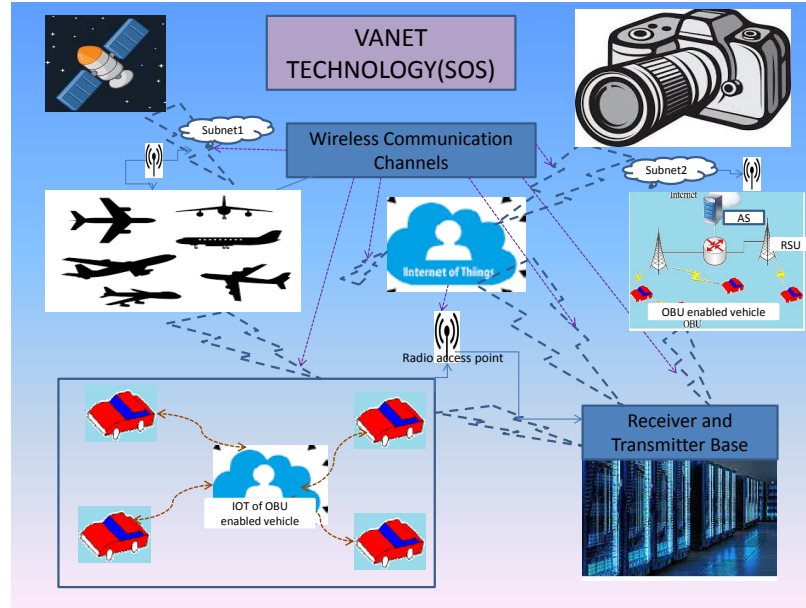 VANET
TECHNOLOGY(SOS)
Subnet1
Wireless Communication
Channels
Subnet2
Internet
AS
RSU
Internet of Things
OBU enabled vehicle
OBU
Radio access point
Receiver and
Transmitter Base
IOT of OBU
enabled vehicle